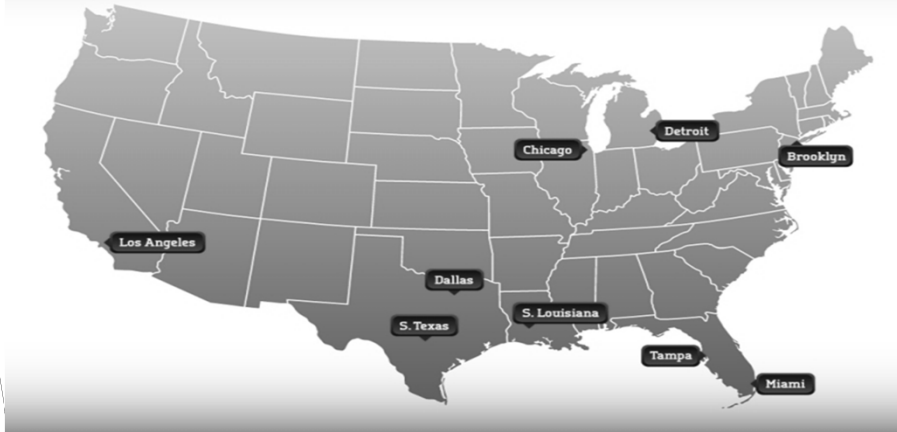 Detroit
Chicago
Brooklyn
Los Angeles
Dallas
S. Louisiana
S. Texas
Tampa
Miami